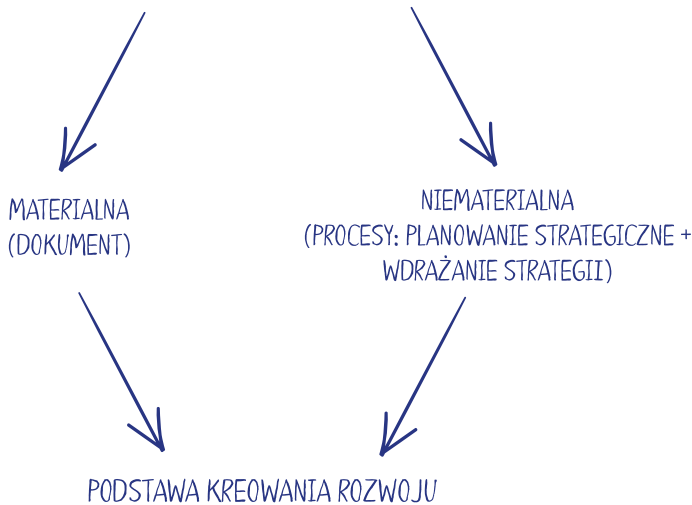 MATERIALNA
(DOKUMENT)
NIEMATERIALNA
(PROCESY: PLANOWANIE STRATEGICZNE +
WDRAŻANIE STRATEGII)
PODSTAWA KREOWANIA ROZWOJU